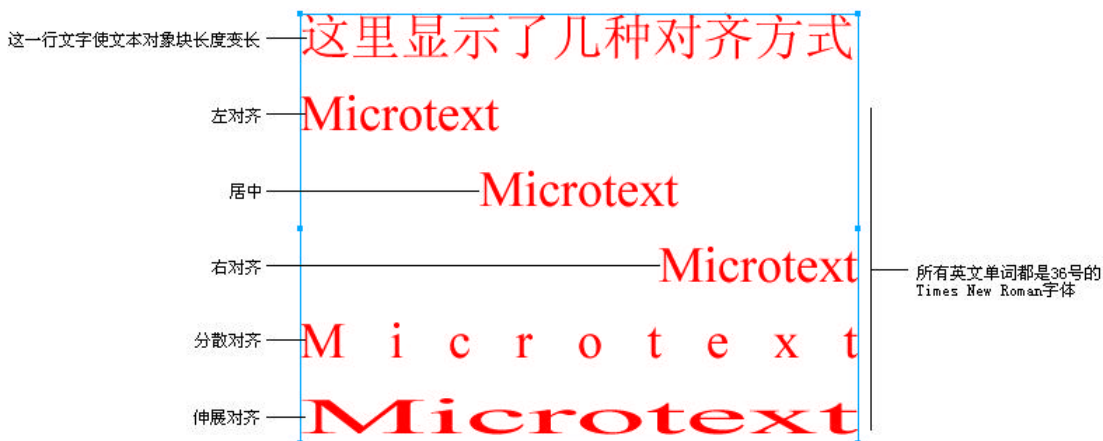 这一行文字使文本对象块长度变长
这里显示了几种对齐方式
左对齐
Microtext
居中
Microtext
右对齐
Microtext
所有英文单词都是36号的
Times New Roman字体
分散对齐
M i c r o t e x t
伸展对齐
Microtext